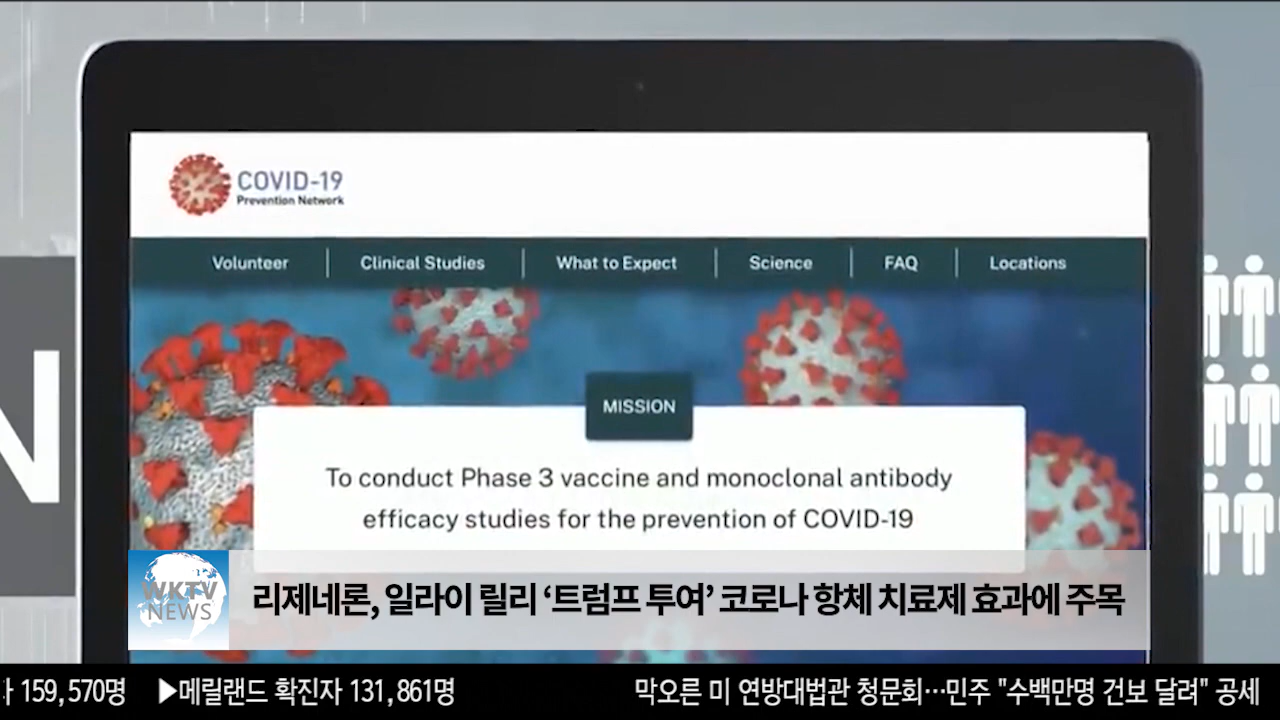 COVID-19
Prevention Network
Volunteer
Clinical Studies
What to Expect
Science
FAQ
Locations
MISSION
To conduct Phase 3 vaccine and monoclonal antibody
efficacy studies for the prevention of COVID-19
N
WKTV
NEWS
리제네론, 일라이 릴리 ‘트럼프 투여’ 코로나 항체 치료제 효과에 주목
159,570명 ▶메릴랜드 확진자 131,861명
막오른 미 연방대법관 청문회…민주 "수백만명 건보 달려" 공세